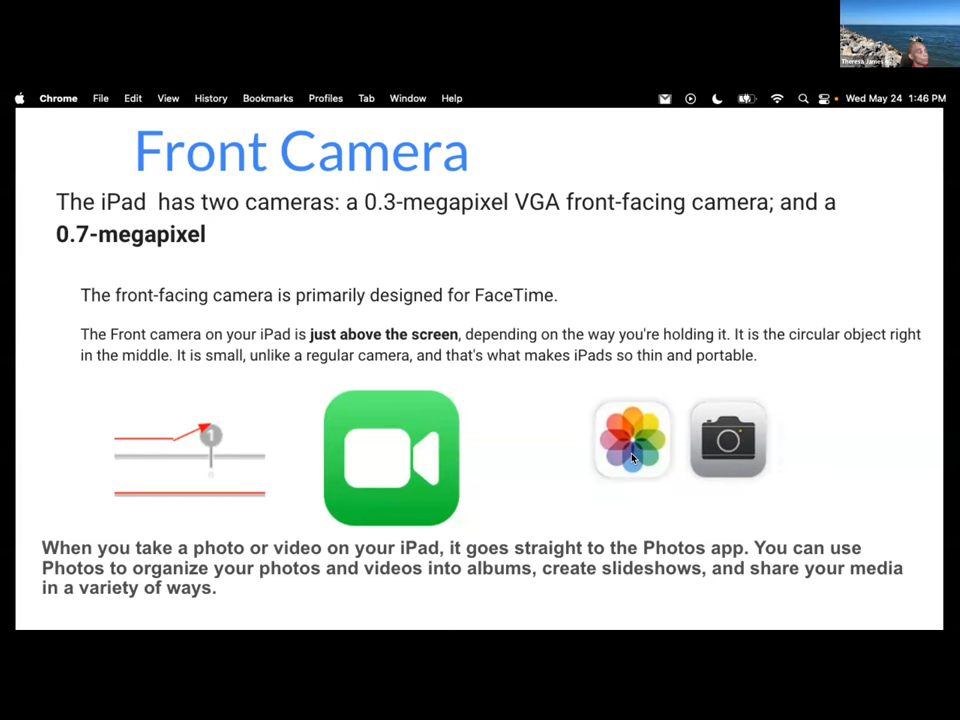 Theresa James
Chrome File Edit View History Bookmarks Profiles Tab Window Help Wed May 24 1:46 PM
Front Camera
The iPad has two cameras: a 0.3-megapixel VGA front-facing camera; and a
0.7-megapixel
The front-facing camera is primarily designed for FaceTime.
The Front camera on your iPad is just above the screen, depending on the way you're holding it. It is the circular object right
in the middle. It is small, unlike a regular camera, and that's what makes iPads so thin and portable.
1
When you take a photo or video on your iPad, it goes straight to the Photos app. You can use
Photos to organize your photos and videos into albums, create slideshows, and share your media
in a variety of ways.